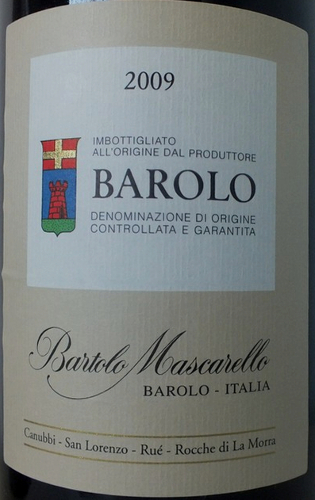 2009
IMBOTTIGLIATO
ALL'ORIGINE DAL PRODUTTORE
BAROLO
DENOMINAZIONE DI ORIGINE
CONTROLLATA E GARANTITA
Bartolo Mascarello
BAROLO - ITALIA
Canubbi - San Lorenzo - Rué - Rocche di La Morra